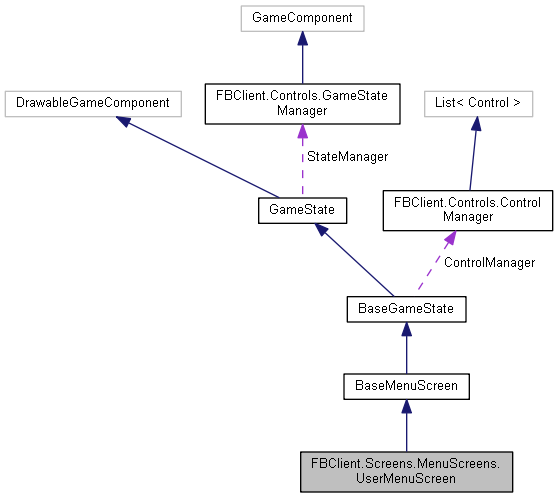 GameComponent
DrawableGameComponent
FBClient.Controls.GameState
Manager
List< Control >
StateManager
GameState
FBClient.Controls.Control
Manager
ControlManager
BaseGameState
BaseMenuScreen
FBClient.Screens.MenuScreens.
UserMenuScreen